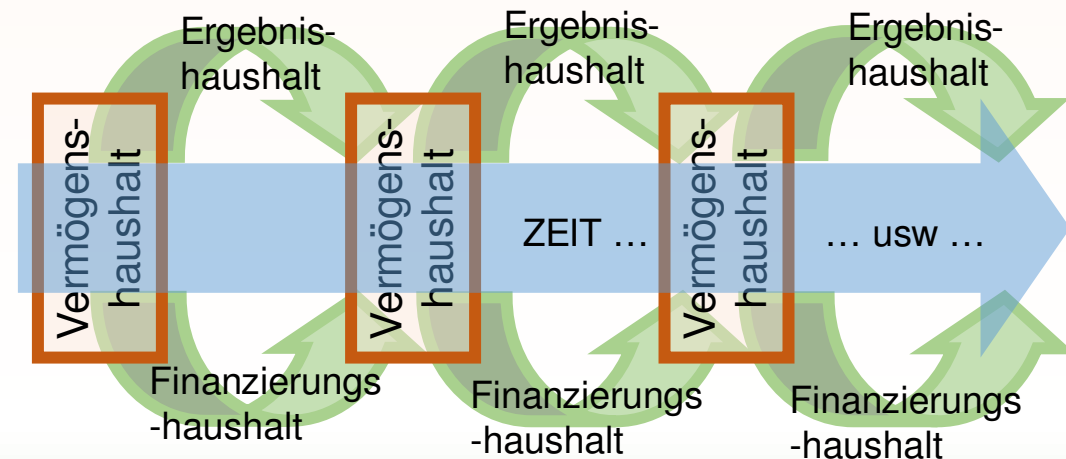 Ergebnis-
haushalt
Ergebnis-
haushalt
Ergebnis-
haushalt
Vermögens-
haushalt
Vermögens-
haushalt
ZEIT …
Vermögens-
haushalt
… usw …
Finanzierungs
-haushalt
Finanzierungs
-haushalt
Finanzierungs
-haushalt